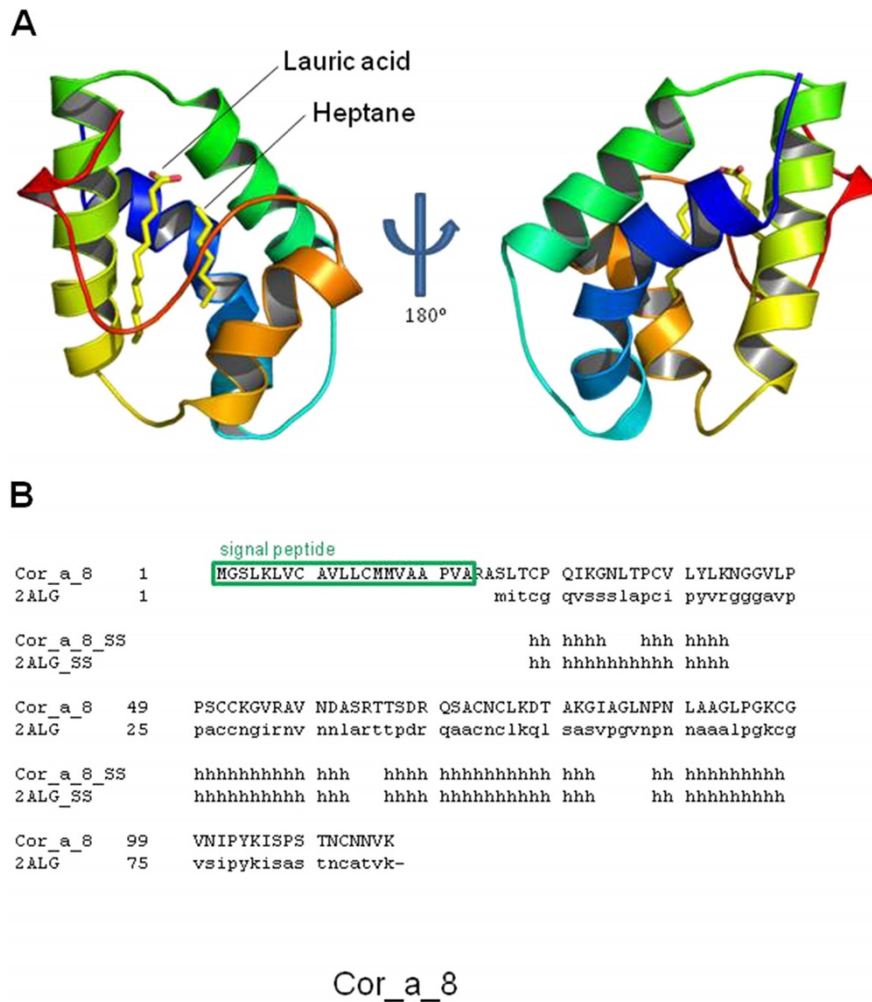 A
Lauric acid
Heptane
180º
B
signal peptide
Cor_a_8 1 MGSLKLVC AVLLCMMVAA PVARASLTCP QIKGNLTPCV LYLKNGGVLP
2ALG 1 mitcg qvssslapci pyvrgggavp
Cor_a_8_SS hh hhhh hhh hhhh
2ALG_SS hh hhhhhhhhhh hhhh
Cor_a_8 49 PSCCKGVRAV NDASRTTSDR QSACNCLKDT AKGIAGLNPN LAAGLPGKCG
2ALG 25 paccngirnv nnlarttpdr qaacnclkql sasvpgvnpn naaalpgkcg
Cor_a_8_SS hhhhhhhhhh hhh hhhh hhhhhhhhhh hhh hh hhhhhhhhh
2ALG_SS hhhhhhhhhh hhh hhhh hhhhhhhhhh hhh hh hhhhhhhhh
Cor_a_8 99 VNIPYKISPS TNCNNVK
2ALG 75 vsipykisas tncatvk-
Cor_a_8